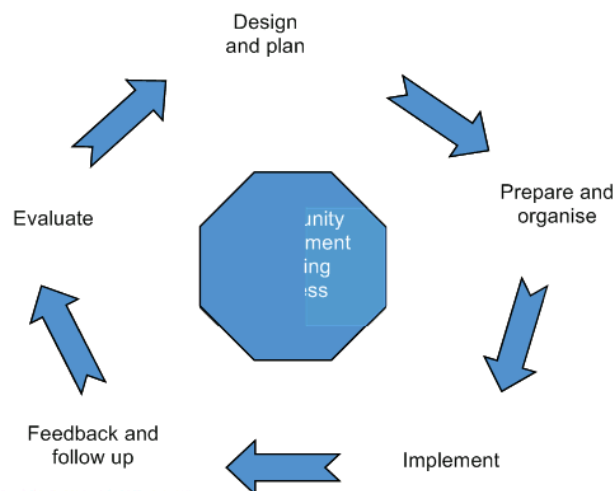 Design
and plan
Prepare and
organise
Implement
Feedback and
follow up
Evaluate